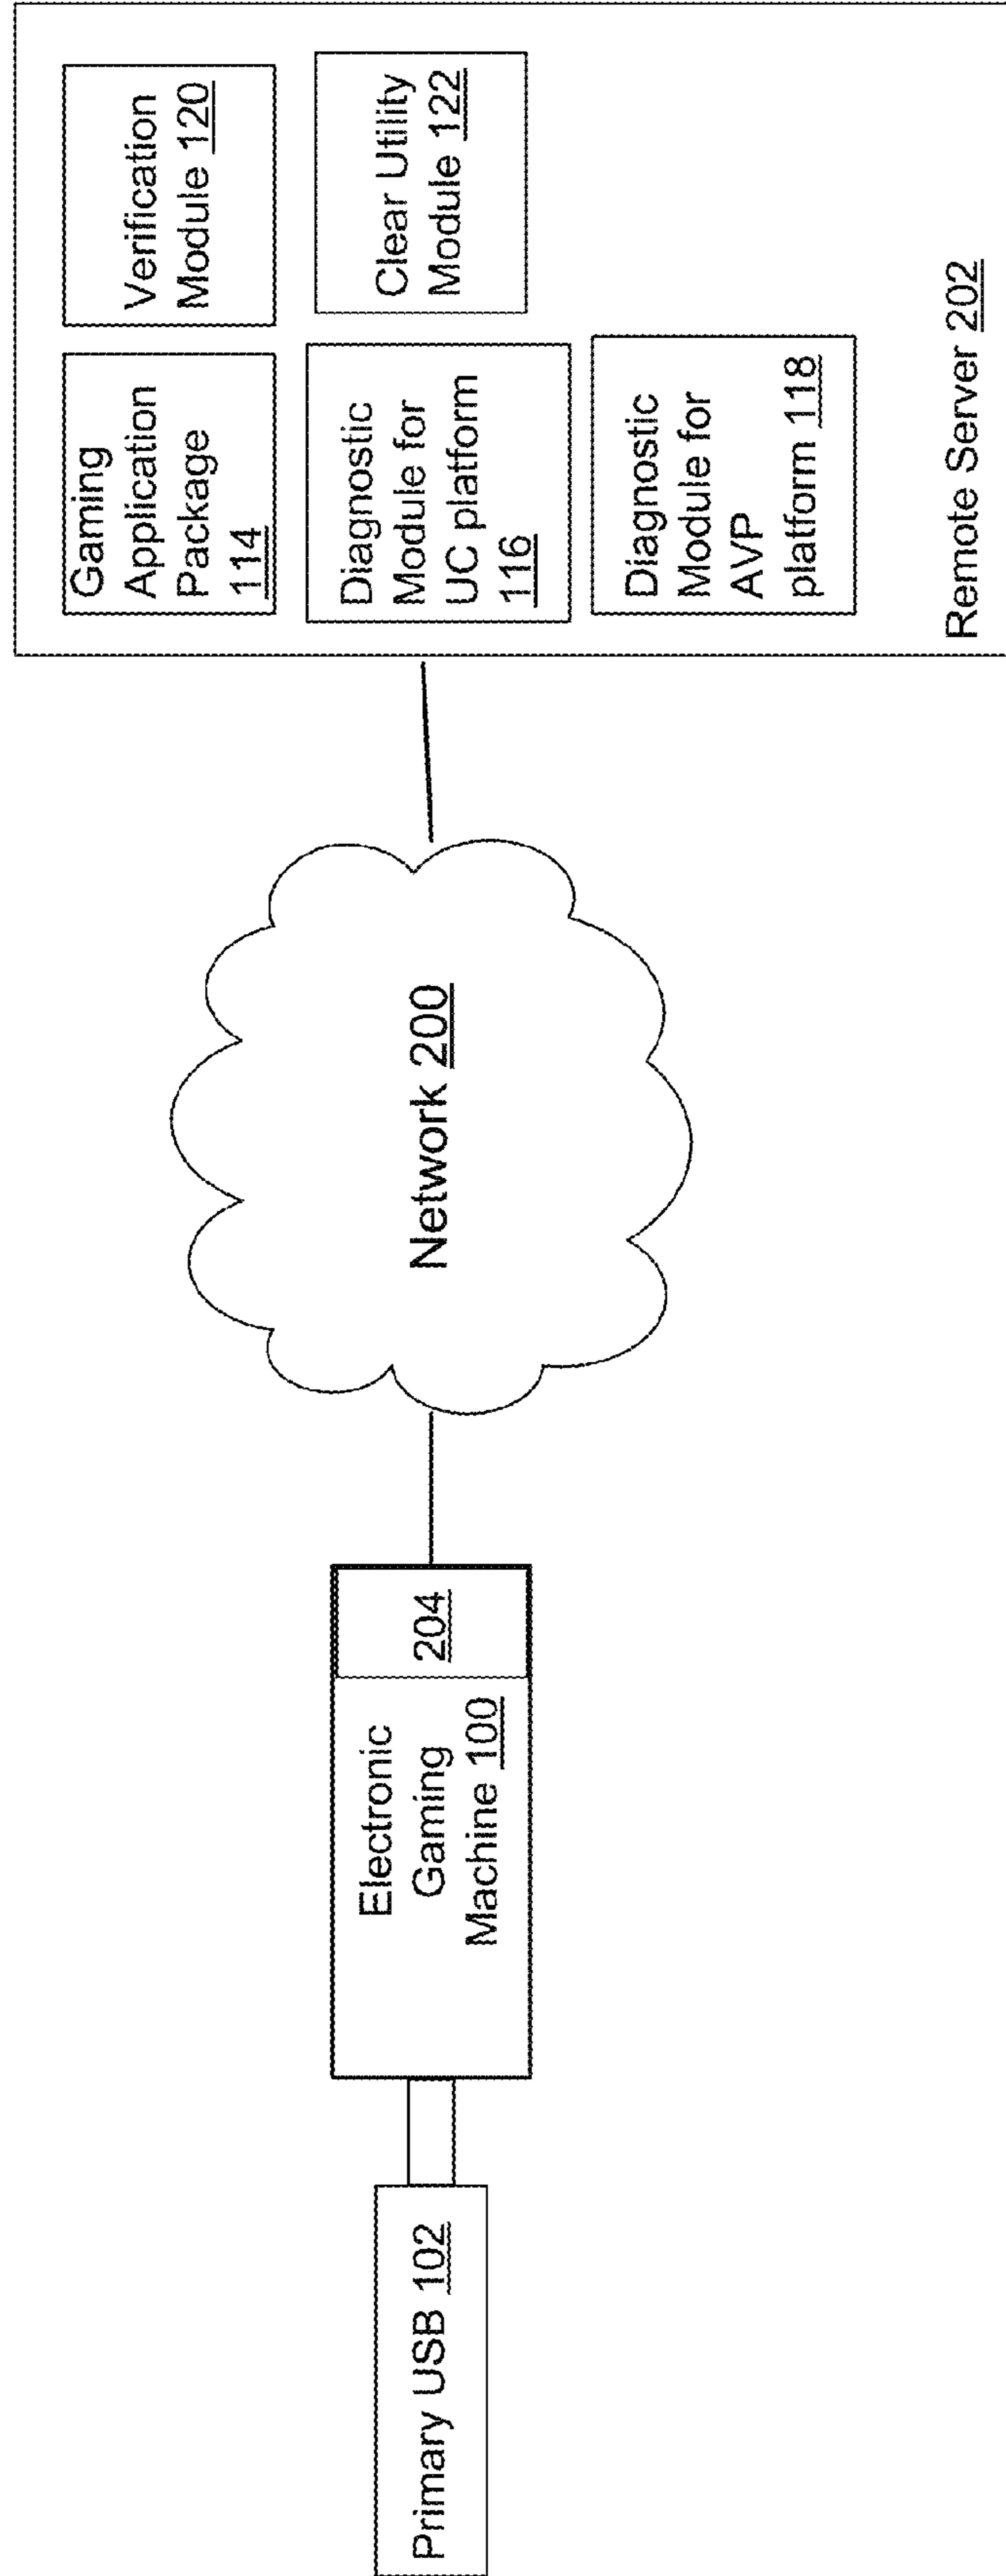 Primary USB 102
Electronic
Gaming
Machine 100
204
Network 200
Gaming
Application
Package
114
Verification
Module 120
Diagnostic
Module for
UC platform
116
Clear Utility
Module 122
Diagnostic
Module for
AVP
platform 118
Remote Server 202